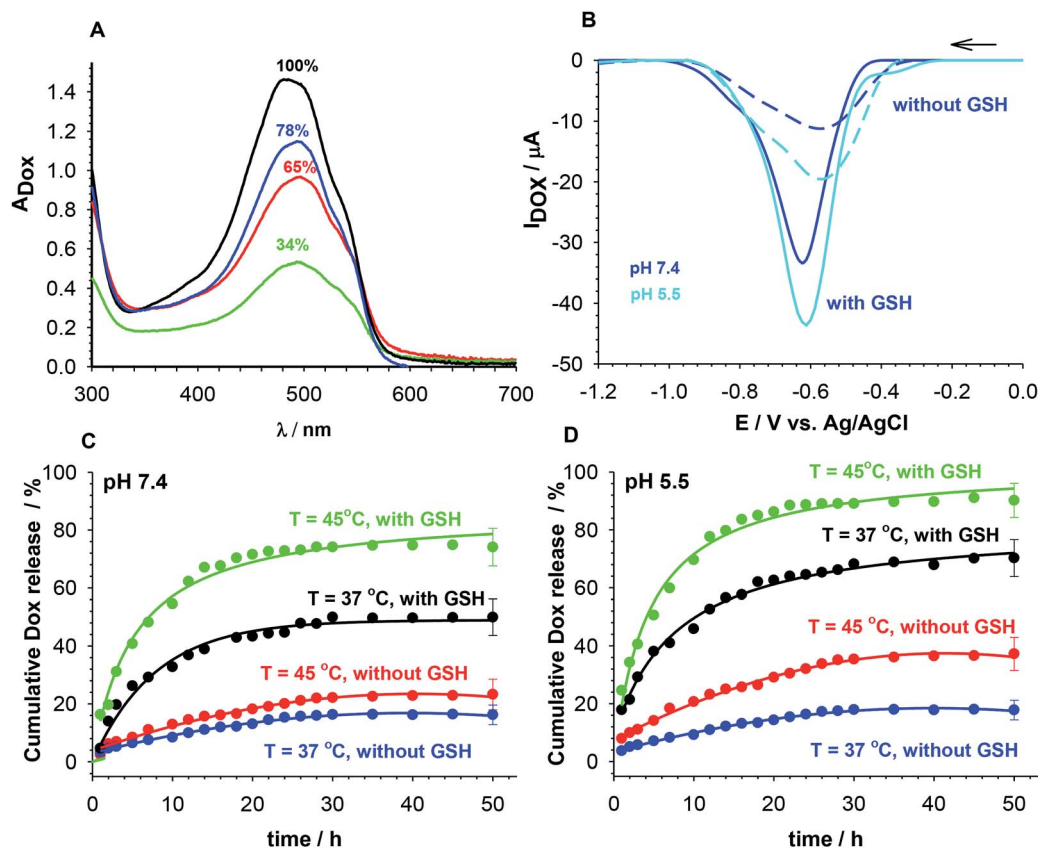 A
100%
78%
65%
34%
A_Dox
1.4
1.2
1.0
0.8
0.6
0.4
0.2
0.0
300 400 500 600 700
λ / nm
B
without GSH
with GSH
pH 7.4
pH 5.5
I_DOX / µA
0
-10
-20
-30
-40
-50
-1.2 -1.0 -0.8 -0.6 -0.4 -0.2 0.0
E / V vs. Ag/AgCl
C
pH 7.4
T = 45°C, with GSH
T = 37 °C, with GSH
T = 45 °C, without GSH
T = 37 °C, without GSH
Cumulative Dox release / %
100
80
60
40
20
0
0 10 20 30 40 50
time / h
D
pH 5.5
T = 45°C, with GSH
T = 37 °C, with GSH
T = 45 °C, without GSH
T = 37 °C, without GSH
Cumulative Dox release / %
100
80
60
40
20
0
0 10 20 30 40 50
time / h